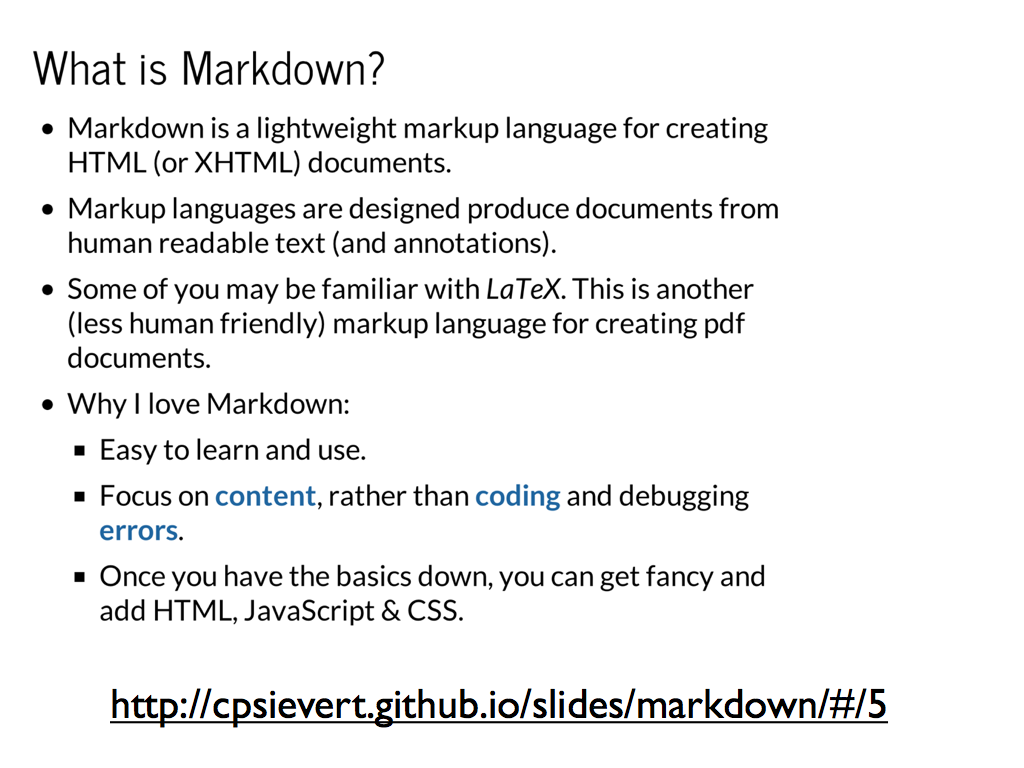 What is Markdown?
• Markdown is a lightweight markup language for creating
HTML (or XHTML) documents.
• Markup languages are designed produce documents from
human readable text (and annotations).
• Some of you may be familiar with LaTeX. This is another
(less human friendly) markup language for creating pdf
documents.
• Why I love Markdown:
▪ Easy to learn and use.
▪ Focus on content, rather than coding and debugging
errors.
▪ Once you have the basics down, you can get fancy and
add HTML, JavaScript & CSS.
http://cpsievert.github.io/slides/markdown/#/5